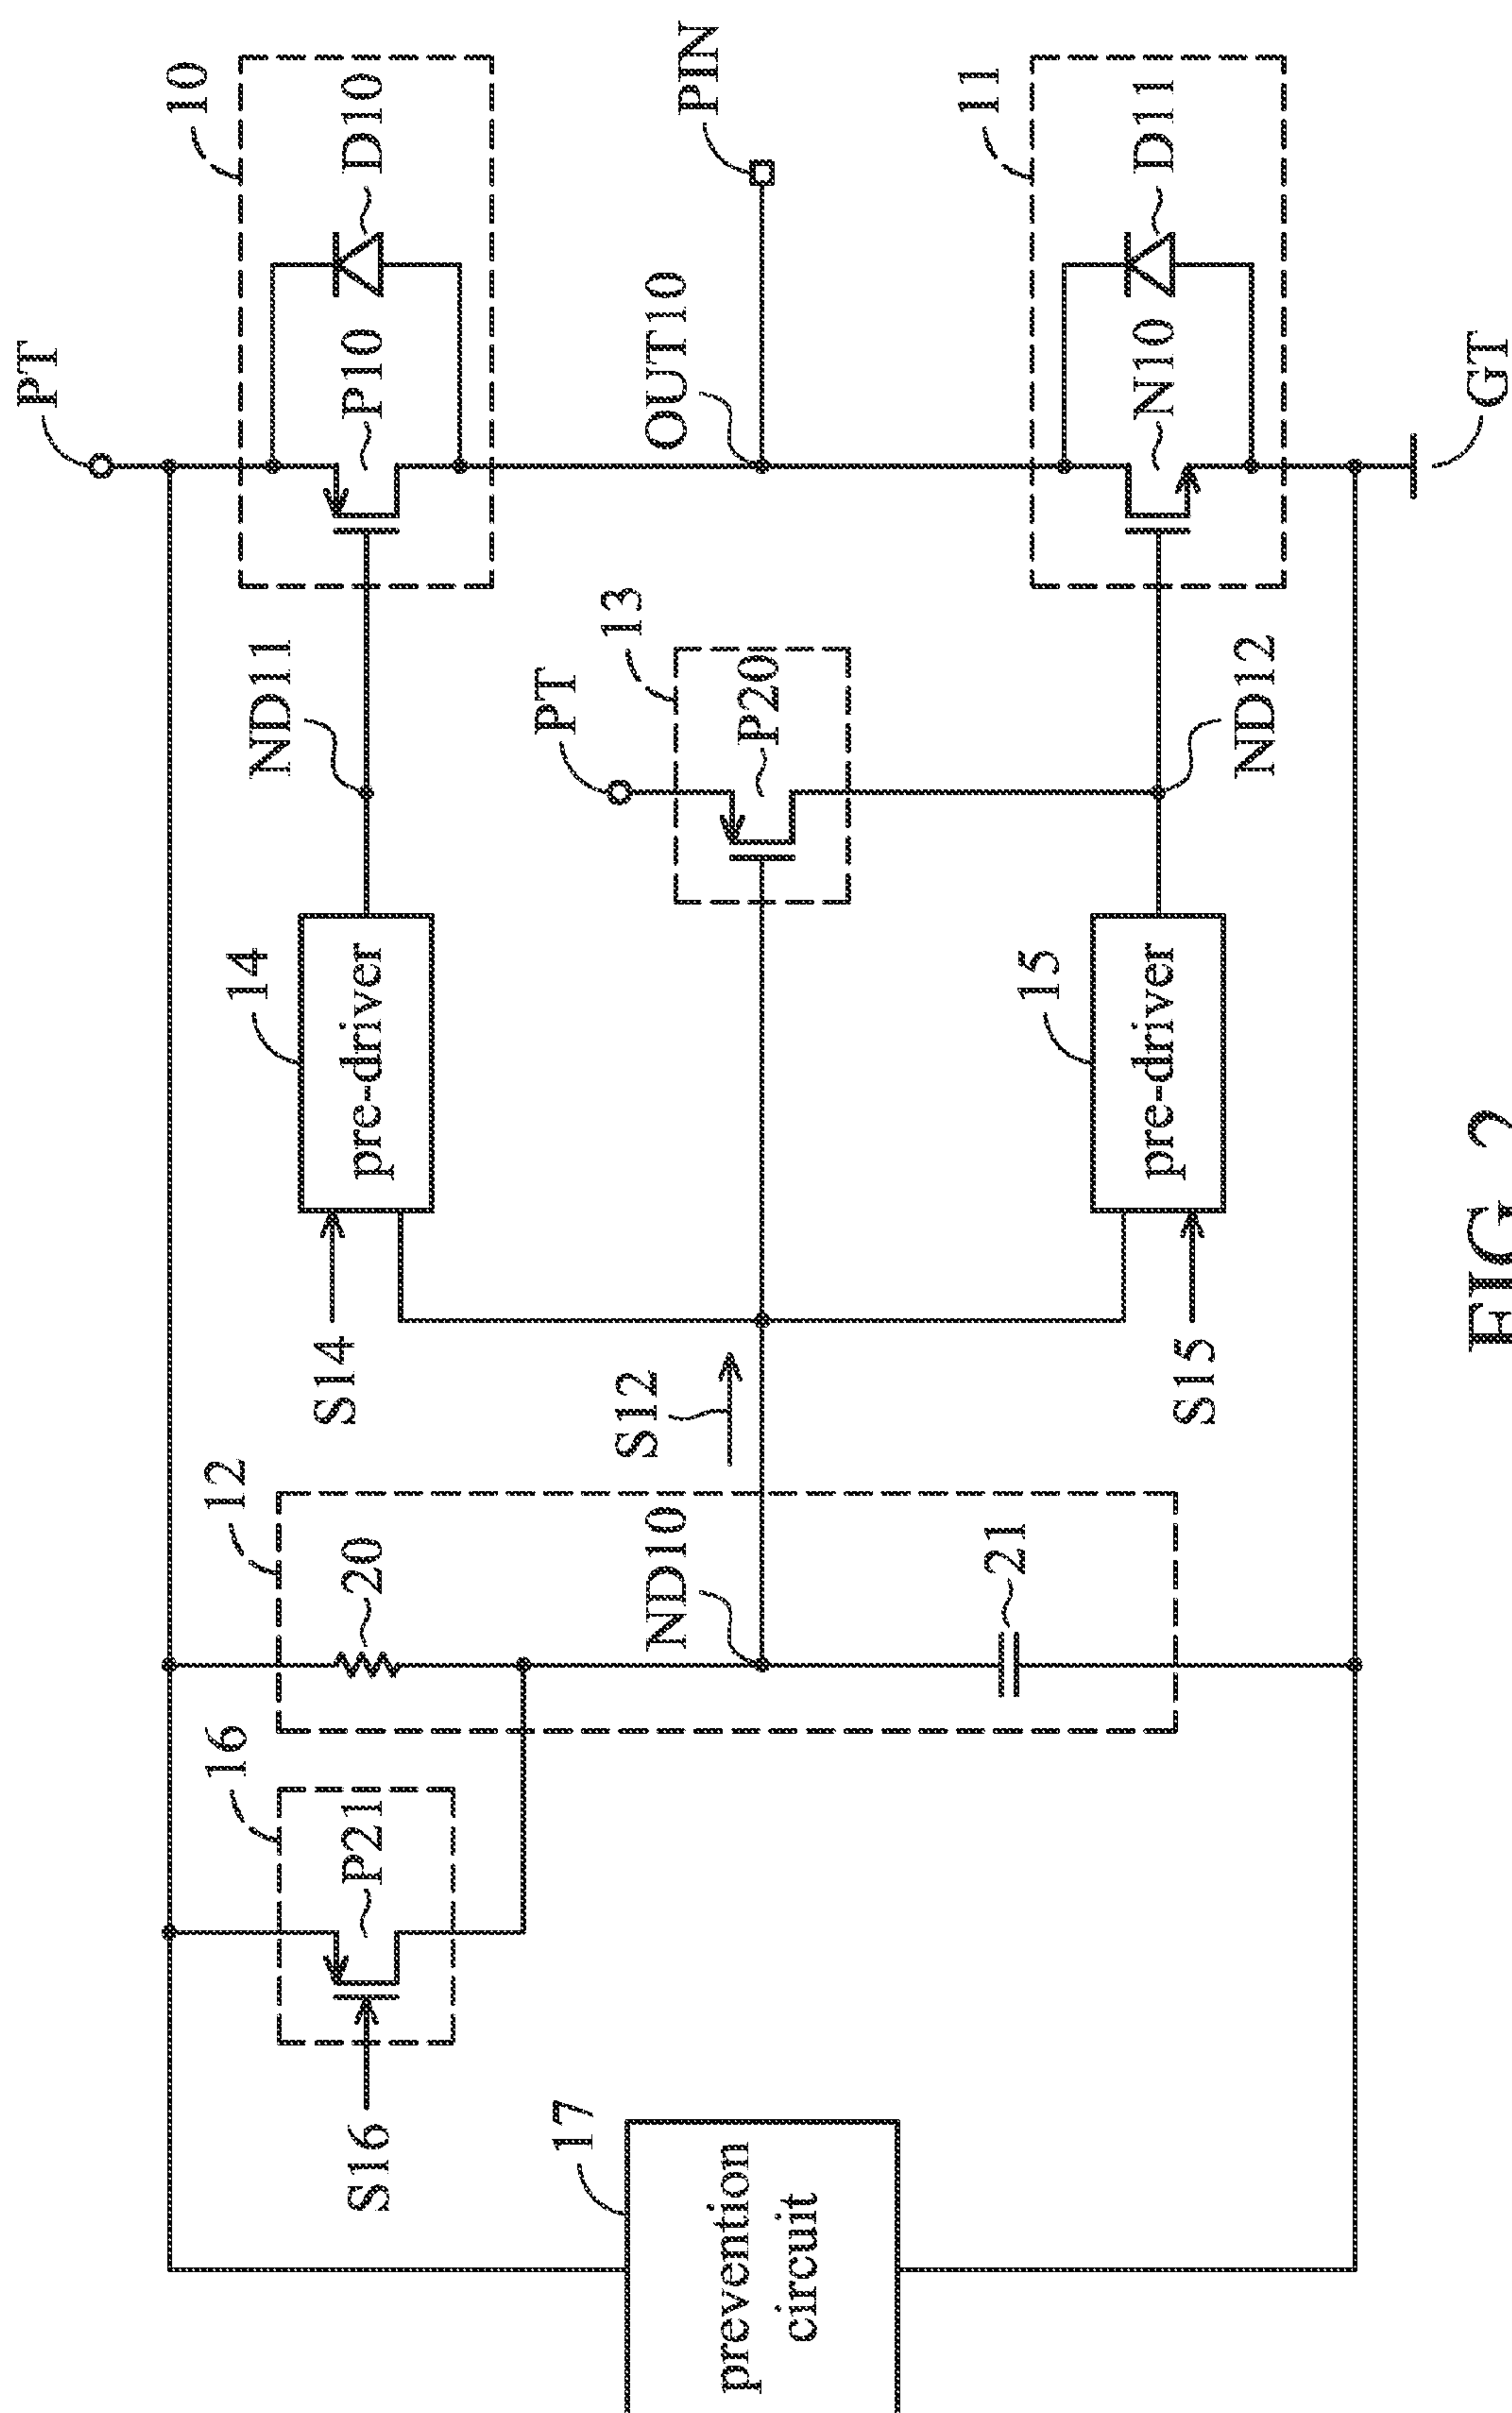 PT
10
P10
D10
ND11
14
pre-driver
S14
12
20
16
P21
S16
PIN
OUT10
13
PT
P20
S12
ND10
17
prevention
circuit
11
N10
D11
ND12
15
pre-driver
S15
21
GT
FIG. 2